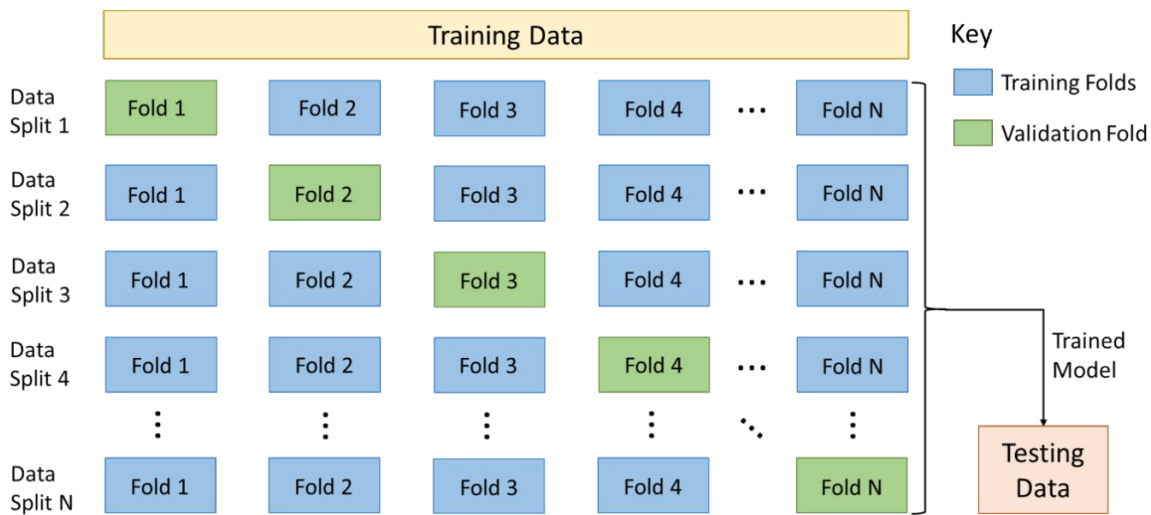 Training Data
Key
Training Folds
Validation Fold
Data
Split 1
Fold 1
Fold 2
Fold 3
Fold 4
...
Fold N
Data
Split 2
Fold 1
Fold 2
Fold 3
Fold 4
...
Fold N
Data
Split 3
Fold 1
Fold 2
Fold 3
Fold 4
...
Fold N
Data
Split 4
Fold 1
Fold 2
Fold 3
Fold 4
...
Fold N
Data
Split N
Fold 1
Fold 2
Fold 3
Fold 4
Fold N
Trained
Model
Testing
Data